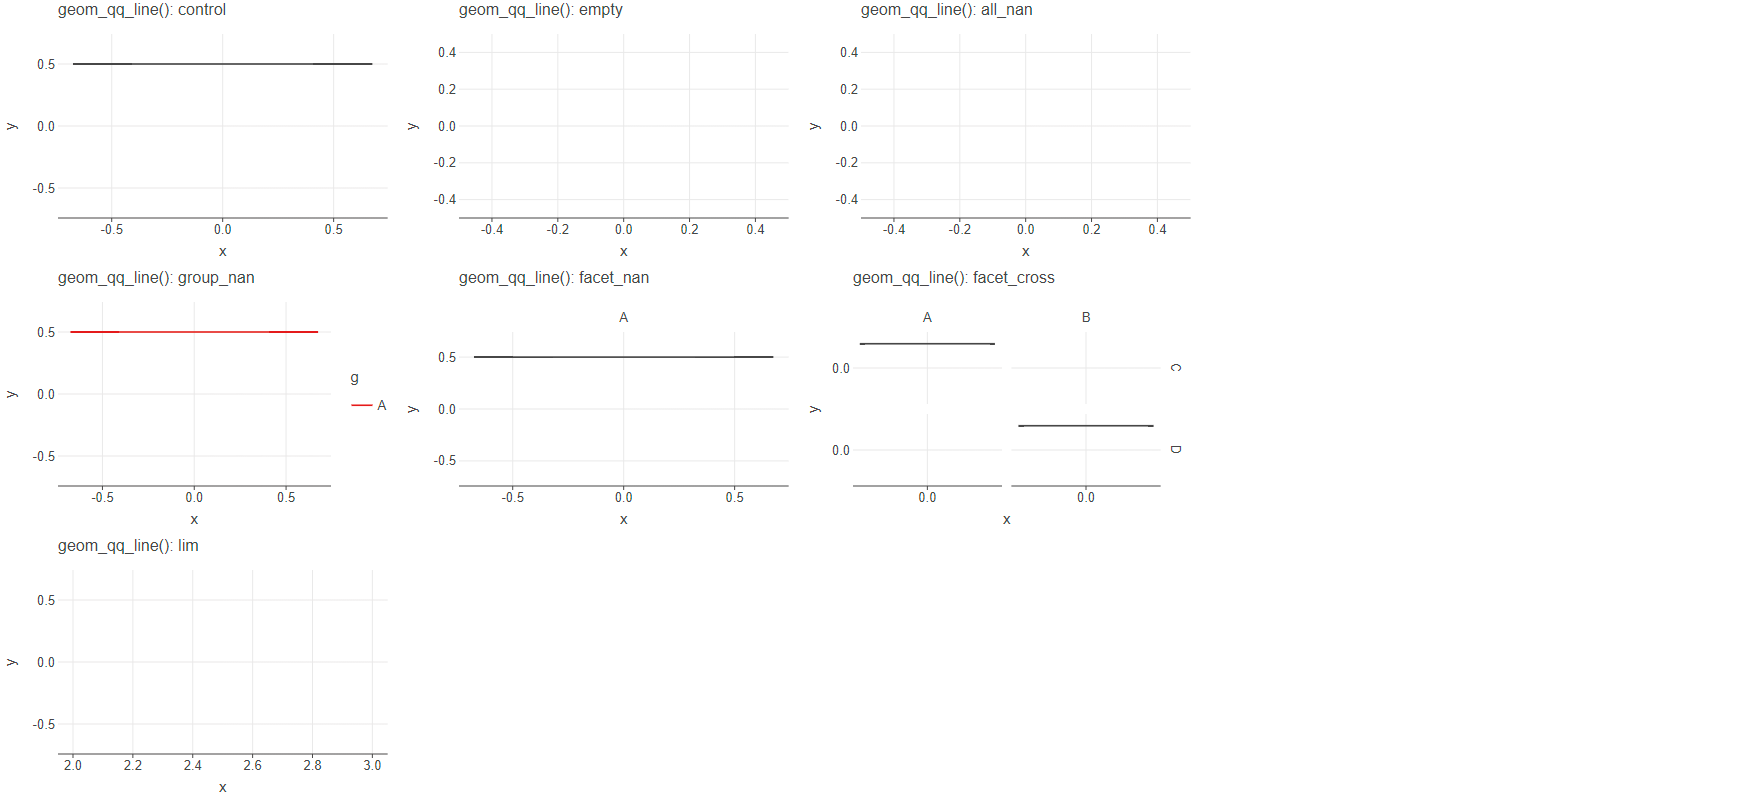 geom_qq_line(): control
0.5
0.0
-0.5
y
-0.5 0.0 0.5
x
geom_qq_line(): empty
0.4
0.2
0.0
-0.2
-0.4
y
-0.4 -0.2 0.0 0.2 0.4
x
geom_qq_line(): all_nan
0.4
0.2
0.0
-0.2
-0.4
y
-0.4 -0.2 0.0 0.2 0.4
x
geom_qq_line(): group_nan
0.5
0.0
-0.5
y
-0.5 0.0 0.5
x
g
A
geom_qq_line(): facet_nan
A
0.5
0.0
-0.5
y
-0.5 0.0 0.5
x
geom_qq_line(): facet_cross
A B
0.0
C
0.0
D
y
0.0 0.0
x
geom_qq_line(): lim
0.5
0.0
-0.5
y
2.0 2.2 2.4 2.6 2.8 3.0
x